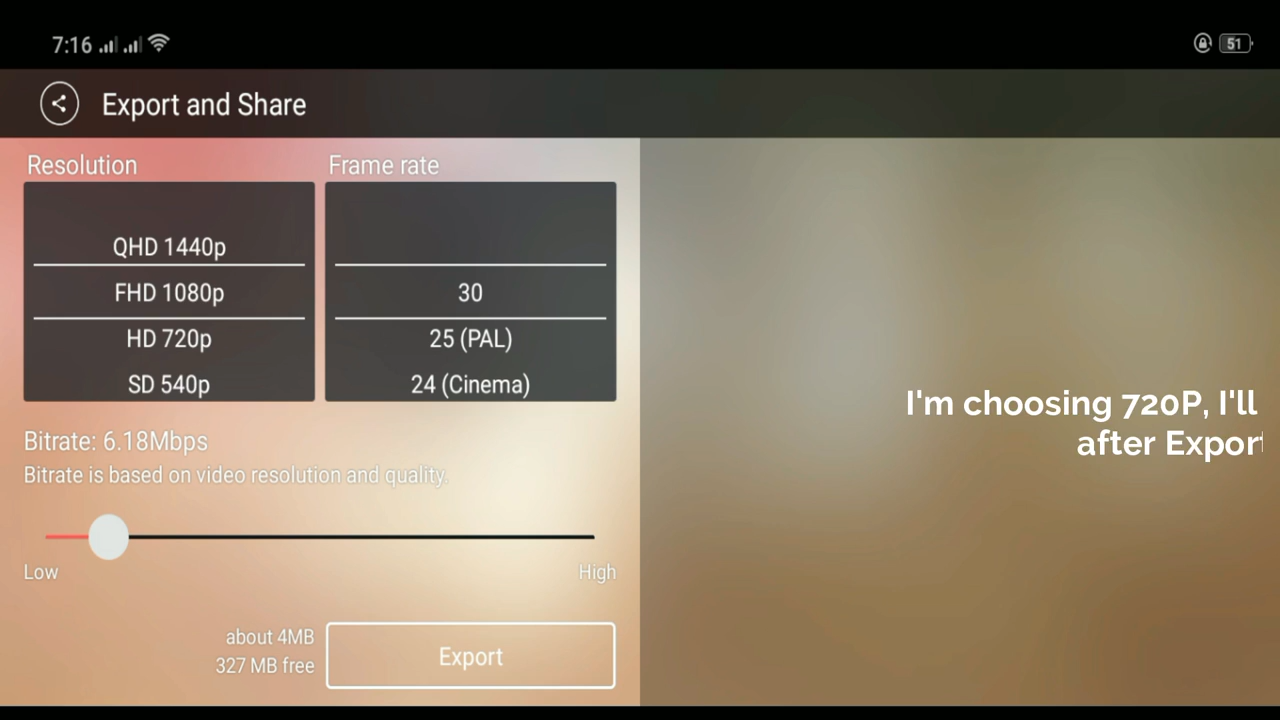 7:16
51
Export and Share
Resolution
Frame rate
QHD 1440p
FHD 1080p
HD 720p
SD 540p
30
25 (PAL)
24 (Cinema)
Bitrate: 6.18Mbps
Bitrate is based on video resolution and quality.
Low
High
about 4MB
327 MB free
Export
I'm choosing 720P, I'll
after Export